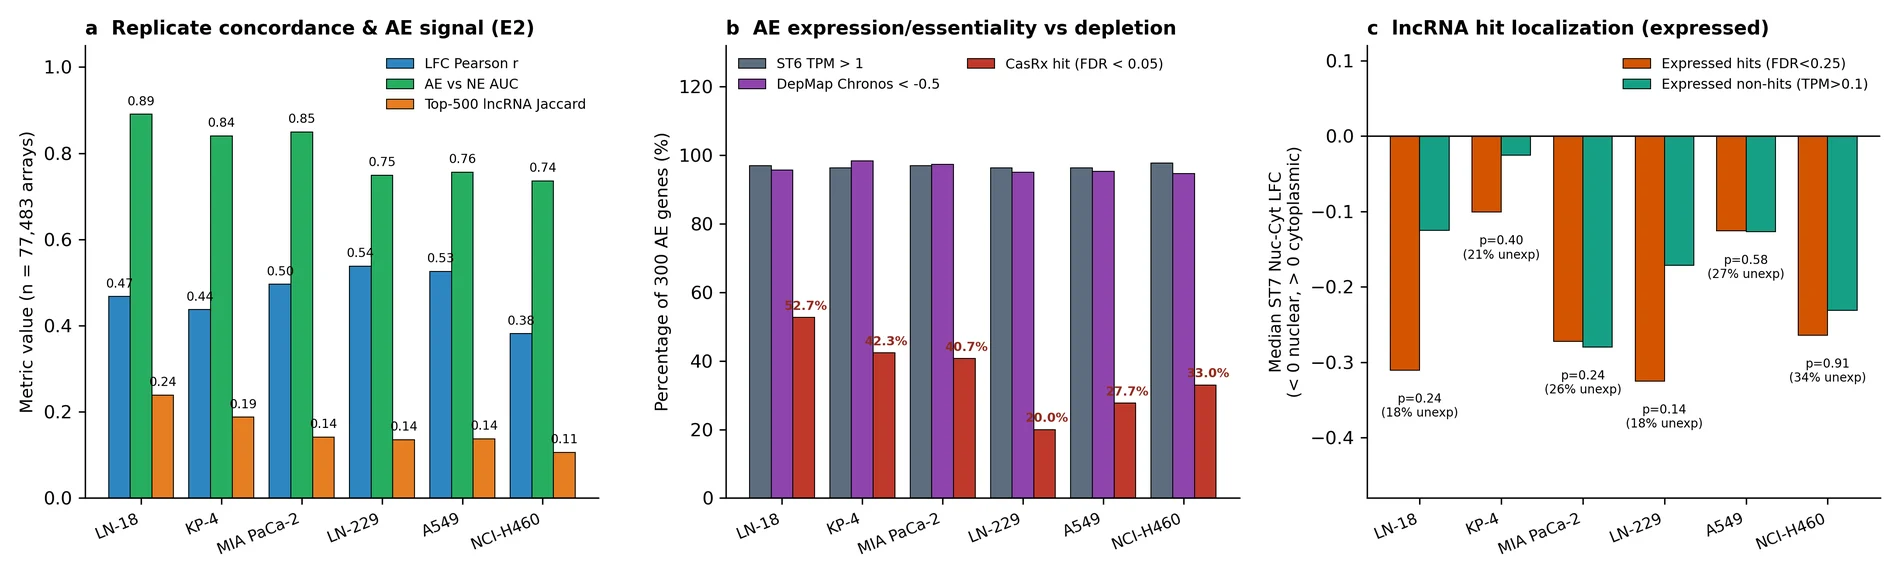 a Replicate concordance & AE signal (E2)
LFC Pearson r
AE vs NE AUC
Top-500 lncRNA Jaccard
Metric value (n = 77,483 arrays)
1.0
0.8
0.6
0.4
0.2
0.0
0.47
0.89
0.24
0.44
0.84
0.19
0.50
0.85
0.14
0.54
0.75
0.14
0.53
0.76
0.14
0.38
0.74
0.11
LN-18
KP-4
MIA PaCa-2
LN-229
A549
NCI-H460
b AE expression/essentiality vs depletion
ST6 TPM > 1
DepMap Chronos < -0.5
CasRx hit (FDR < 0.05)
Percentage of 300 AE genes (%)
120
100
80
60
40
20
0
52.7%
42.3%
40.7%
20.0%
27.7%
33.0%
LN-18
KP-4
MIA PaCa-2
LN-229
A549
NCI-H460
c lncRNA hit localization (expressed)
Expressed hits (FDR<0.25)
Expressed non-hits (TPM>0.1)
Median ST7 Nuc-Cyt LFC
(< 0 nuclear, > 0 cytoplasmic)
0.1
0.0
−0.1
−0.2
−0.3
−0.4
p=0.24
(18% unexp)
p=0.40
(21% unexp)
p=0.24
(26% unexp)
p=0.14
(18% unexp)
p=0.58
(27% unexp)
p=0.91
(34% unexp)
LN-18
KP-4
MIA PaCa-2
LN-229
A549
NCI-H460